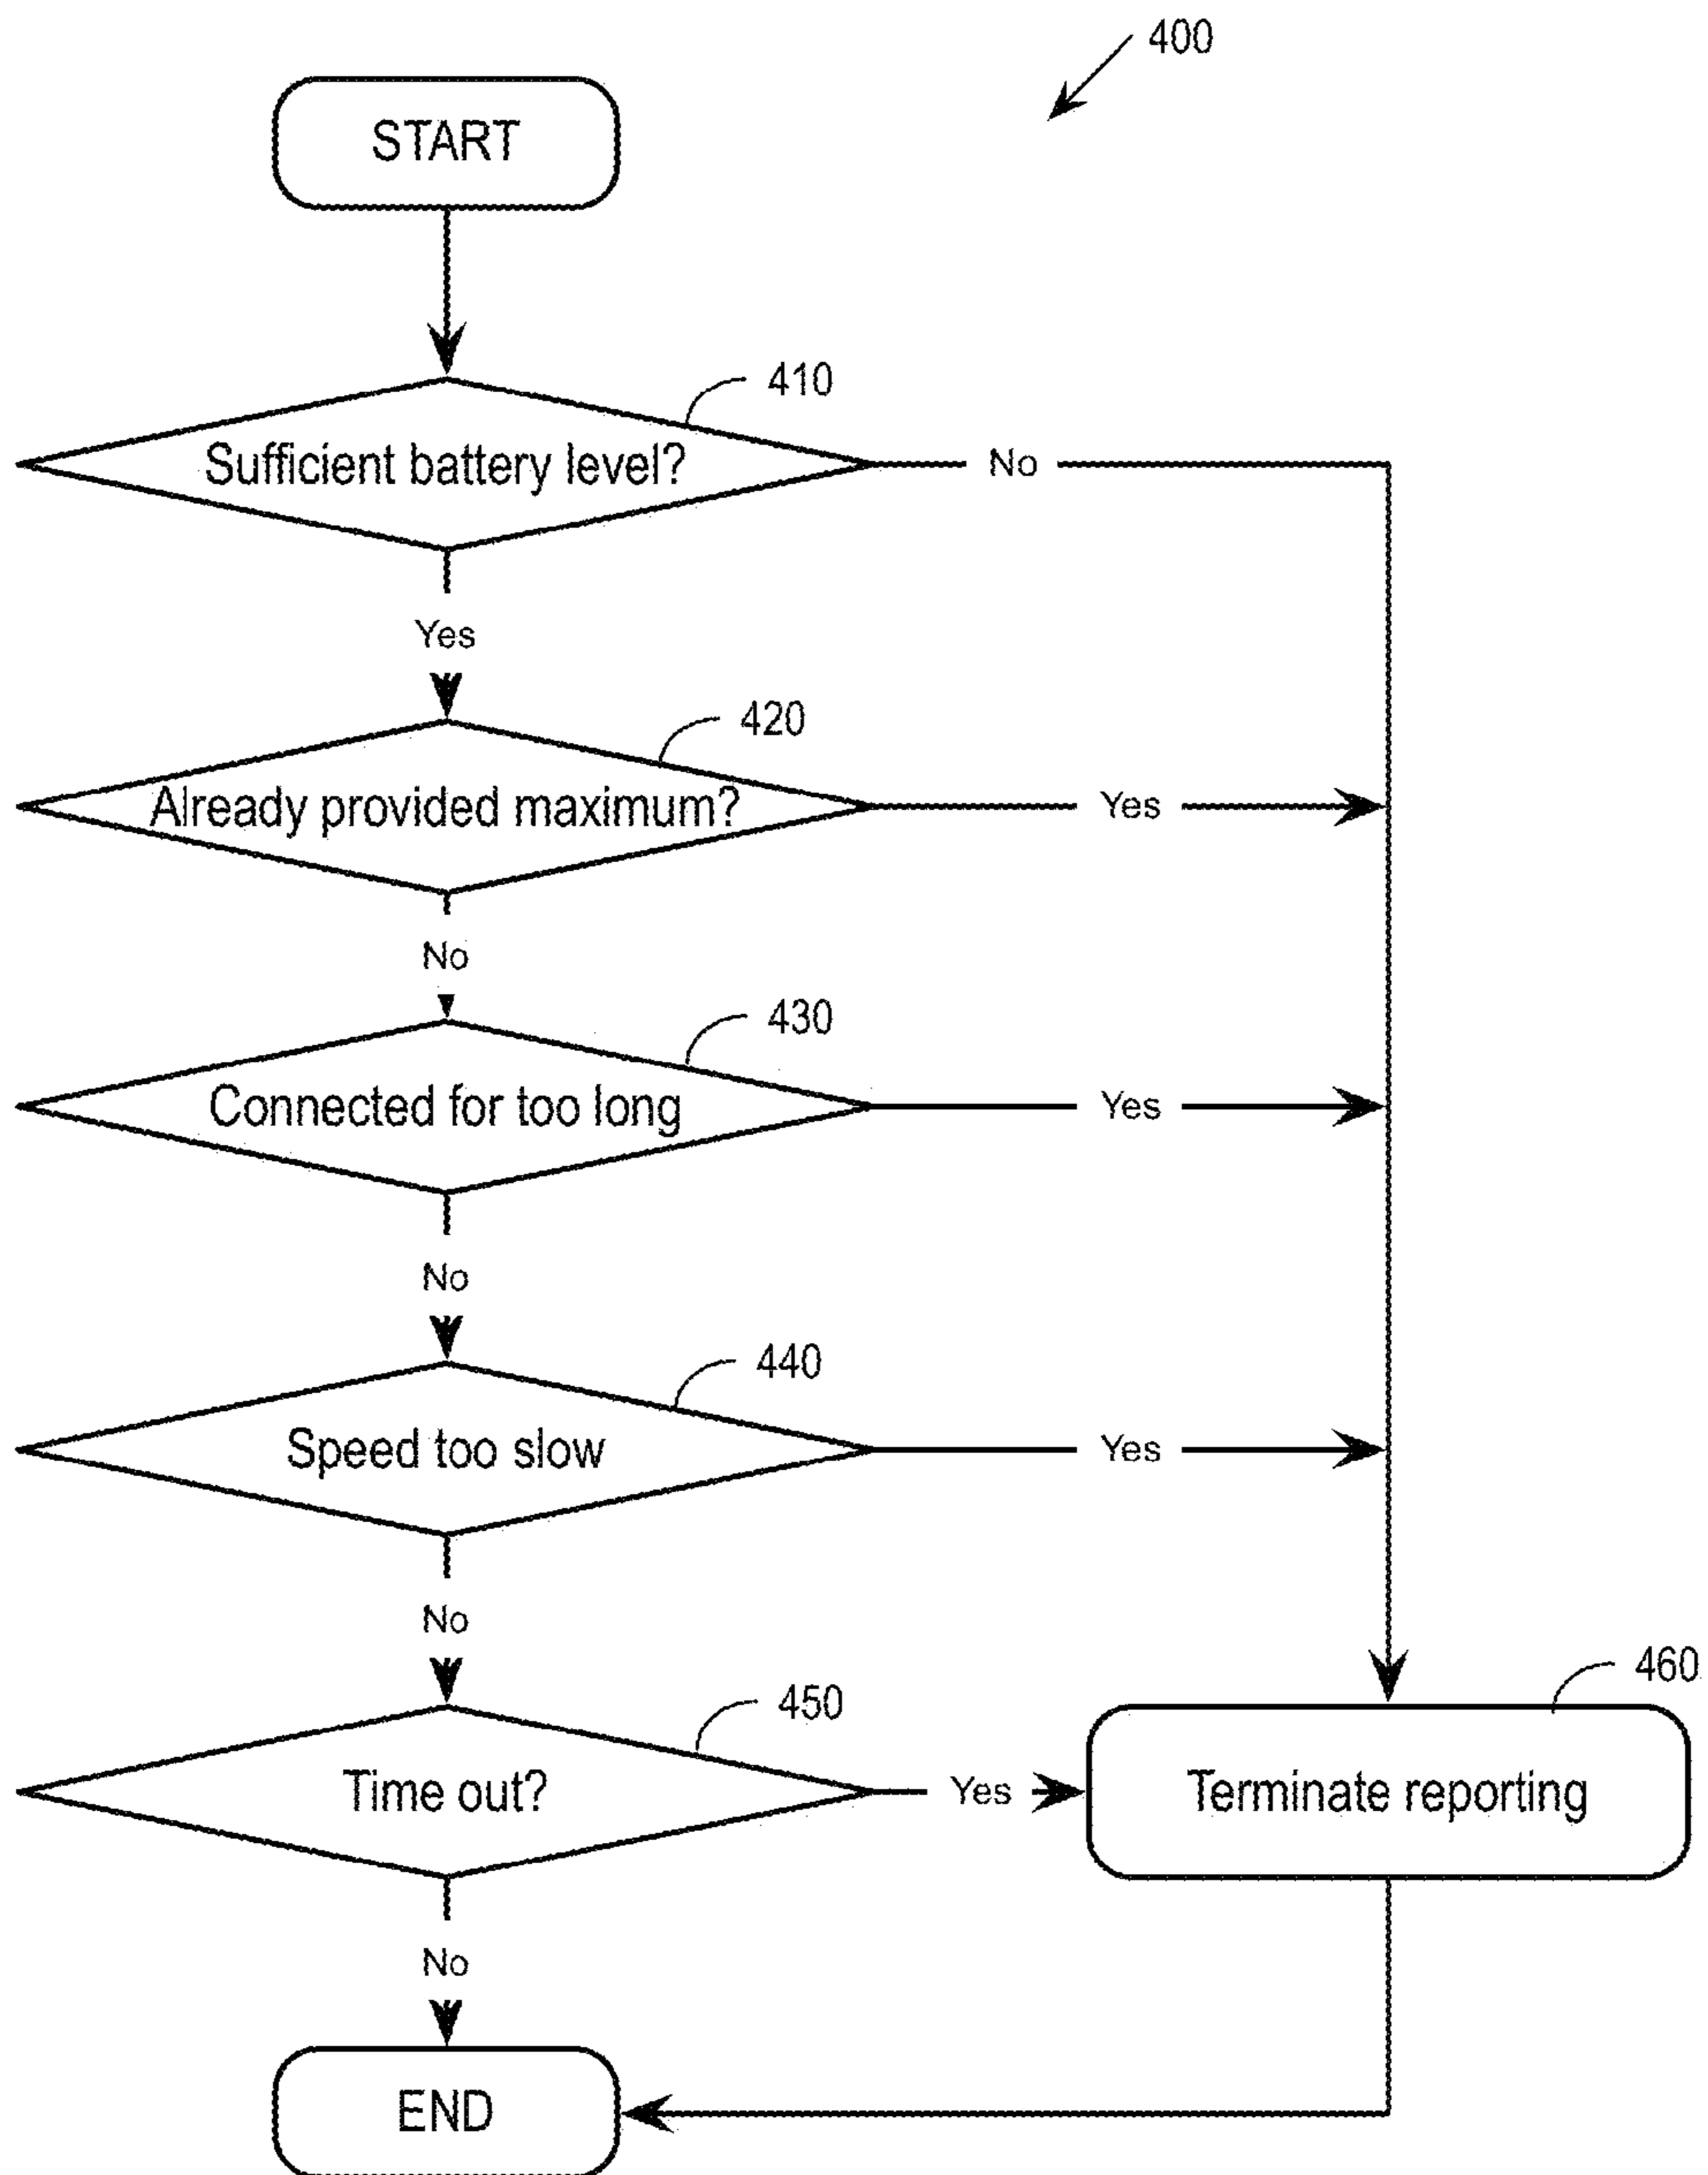 400
START
410
Sufficient battery level?
No
Yes
420
Already provided maximum?
Yes
No
430
Connected for too long
Yes
No
440
Speed too slow
Yes
No
450
460
Time out?
Yes
Terminate reporting
No
END